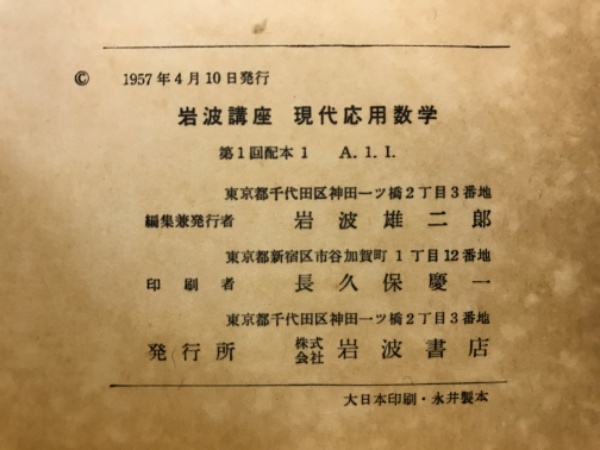 © 1957年4月10日発行
岩波講座 現代応用数学
第1回配本1 A. 1. I.
東京都千代田区神田一ツ橋2丁目3番地
編集兼発行者 岩波雄二郎
東京都新宿区市谷加賀町1丁目12番地
印刷者 長久保慶一
東京都千代田区神田一ツ橋2丁目3番地
発行所 株式会社 岩波書店
大日本印刷・永井製本